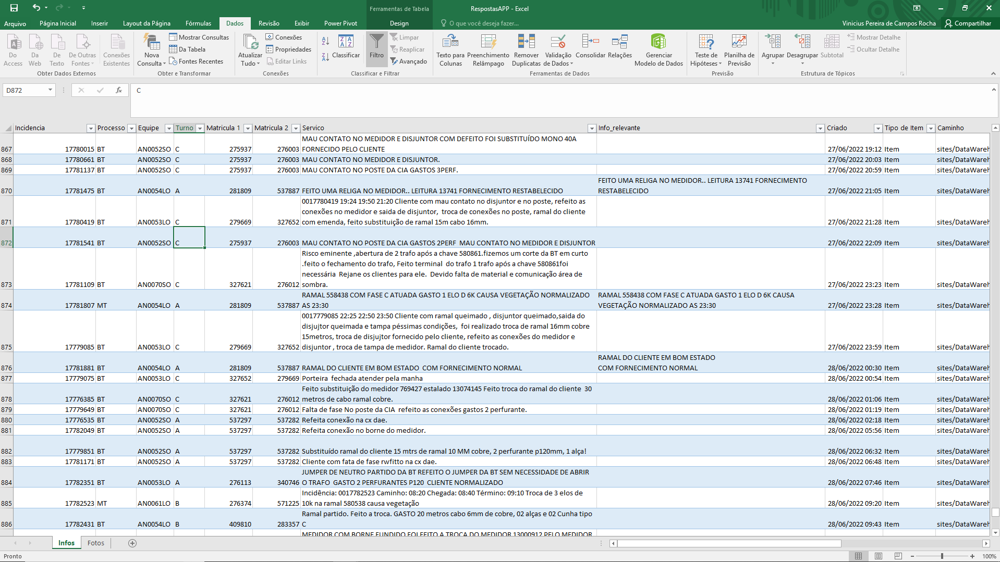 Ferramentas de Tabela
RespostasAPP - Excel
Arquivo Página Inicial Inserir Layout da Página Fórmulas Dados Revisão Exibir Power Pivot Design O que você deseja fazer... Vinicius Pereira de Campos Rocha Compartilhar
Do Access
Da Web
De Texto
De Outras Fontes
Conexões Existentes
Obter Dados Externos
Nova Consulta
Mostrar Consultas
Da Tabela
Fontes Recentes
Obter e Transformar
Atualizar Tudo
Conexões
Propriedades
Editar Links
Conexões
Classificar
Filtro
Limpar
Reaplicar
Avançado
Classificar e Filtrar
Texto para Colunas
Preenchimento Relâmpago
Remover Duplicatas
Validação de Dados
Consolidar
Relações
Gerenciar Modelo de Dados
Ferramentas de Dados
Teste de Hipóteses
Planilha de Previsão
Previsão
Agrupar
Desagrupar
Subtotal
Mostrar Detalhe
Ocultar Detalhe
Estrutura de Tópicos
D872 fx C
Incidencia Processo Equipe Turno Matricula 1 Matricula 2 Servico Info_relevante Criado Tipo de Item Caminho
MAU CONTATO NO MEDIDOR E DISJUNTOR COM DEFEITO FOI SUBSTITUÍDO MONO 40A
867 17780015 BT AN0052SO C 275937 276003 FORNECIDO PELO CLIENTE 27/06/2022 19:12 Item sites/DataWareh
868 17780661 BT AN0052SO C 275937 276003 MAU CONTATO NO MEDIDOR E DISJUNTOR. 27/06/2022 20:03 Item sites/DataWareh
869 17781137 BT AN0052SO C 275937 276003 MAU CONTATO NO POSTE DA CIA GASTOS 3PERF. 27/06/2022 20:59 Item sites/DataWareh
FEITO UMA RELIGA NO MEDIDOR.. LEITURA 13741 FORNECIMENTO
870 17781475 BT AN0054LO A 281809 537887 FEITO UMA RELIGA NO MEDIDOR.. LEITURA 13741 FORNECIMENTO RESTABELECIDO RESTABELECIDO 27/06/2022 21:05 Item sites/DataWareh
0017780419 19:24 19:50 21:20 Cliente com mau contato no disjuntor e no poste, refeito as
conexões no medidor e saida de disjuntor, troca de conexões no poste, ramal do cliente
871 17780419 BT AN0053LO C 279669 327652 com emenda, feito substituição de ramal 15m cabo 16mm. 27/06/2022 21:28 Item sites/DataWareh
872 17781541 BT AN0052SO C 275937 276003 MAU CONTATO NO POSTE DA CIA GASTOS 2PERF MAU CONTATO NO MEDIDOR E DISJUNTOR 27/06/2022 22:09 Item sites/DataWareh
Risco eminente ,abertura de 2 trafo após a chave 580861.fizemos um corte da BT em curto
.feito o fechamento do trafo, Feito terminal do trafo 1 trafo após a chave 580861foi
necessária Rejane os clientes para ele. Devido falta de material e comunicação área de
873 17781109 BT AN0070SO C 327621 276012 sombra. 27/06/2022 23:23 Item sites/DataWareh
RAMAL 558438 COM FASE C ATUADA GASTO 1 ELO D 6K CAUSA VEGETAÇÃO NORMALIZADO RAMAL 558438 COM FASE C ATUADA GASTO 1 ELO D 6K CAUSA
874 17781807 MT AN0054LO A 281809 537887 AS 23:30 VEGETAÇÃO NORMALIZADO AS 23:30 27/06/2022 23:28 Item sites/DataWareh
0017779085 22:25 22:50 23:50 Cliente com ramal queimado , disjuntor queimado,saida do
disjujtor queimada e tampa péssimas condições, foi realizado troca de ramal 16mm cobre
15metros, troca de disjujtor fornecido pelo cliente, refeito as conexões do medidor e
875 17779085 BT AN0053LO C 279669 327652 disjuntor , troca de tampa de medidor. Ramal do cliente trocado. 27/06/2022 23:59 Item sites/DataWareh
RAMAL DO CLIENTE EM BOM ESTADO
876 17781881 BT AN0054LO A 281809 537887 RAMAL DO CLIENTE EM BOM ESTADO COM FORNECIMENTO NORMAL COM FORNECIMENTO NORMAL 28/06/2022 00:30 Item sites/DataWareh
877 17779075 BT AN0053LO C 327652 279669 Porteira fechada atender pela manha 28/06/2022 00:54 Item sites/DataWareh
Feito substituição do medidor 769427 estalado 13074145 Feito troca do ramal do cliente 30
878 17776385 BT AN0070SO C 327621 276012 metros de cabo ramal cobre. 28/06/2022 01:06 Item sites/DataWareh
879 17779649 BT AN0070SO C 327621 276012 Falta de fase No poste da CIA refeito as conexões gastos 2 perfurante. 28/06/2022 01:19 Item sites/DataWareh
880 17776535 BT AN0052SO A 537297 537282 Refeita conexão na cx dae. 28/06/2022 02:18 Item sites/DataWareh
881 17782049 BT AN0052SO A 537297 537282 Refeita conexão no borne do medidor. 28/06/2022 05:56 Item sites/DataWareh
882 17779851 BT AN0052SO A 537297 537282 Substituído ramal do cliente 15 mtrs de ramal 10 MM cobre, 2 perfurante p120mm, 1 alça! 28/06/2022 06:32 Item sites/DataWareh
883 17781171 BT AN0052SO A 537297 537282 Cliente com fata de fase rwfitto na cx dae. 28/06/2022 06:48 Item sites/DataWareh
JUMPER DE NEUTRO PARTIDO DA BT REFEITO O JUMPER DA BT SEM NECESSIDADE DE ABRIR
884 17782351 BT AN0053LO A 276113 340746 O TRAFO GASTO 2 PERFURANTES P120 CLIENTE NORMALIZADO 28/06/2022 07:46 Item sites/DataWareh
Incidência: 0017782523 Caminho: 08:20 Chegada: 08:40 Término: 09:10 Troca de 3 elos de
885 17782523 MT AN0061LO B 276374 571225 10k na ramal 580538 causa vegetação 28/06/2022 09:20 Item sites/DataWareh
Ramal partido. Feito a troca. GASTO 20 metros cabo 6mm de cobre, 02 alças e 02 Cunha tipo
886 17782431 BT AN0054LO B 409810 283357 C 28/06/2022 09:43 Item sites/DataWareh
MEDIDOR COM BORNE FUNDIDO FOI FEITO A TROCA DO MEDIDOR 13000912 PELO MEDIDOR
Infos Fotos
Pronto 100%